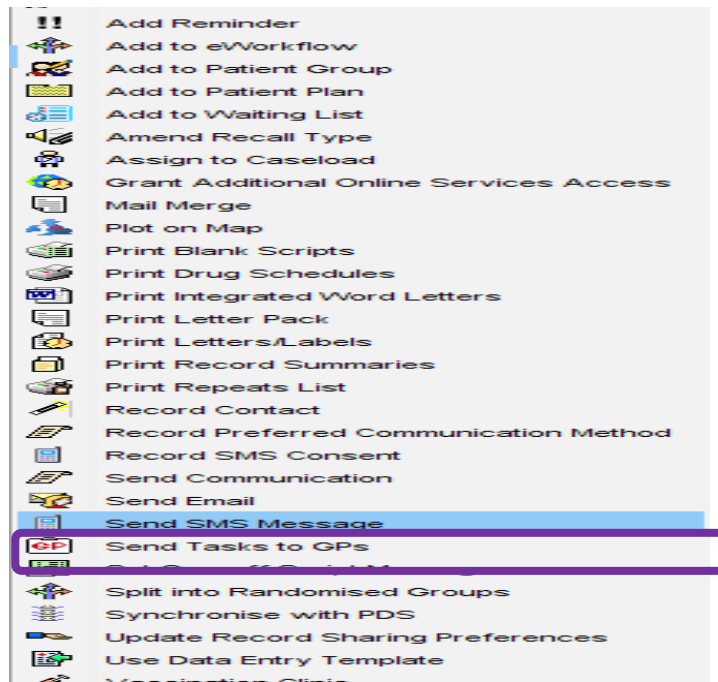 Add Reminder
Add to eWorkflow
Add to Patient Group
Add to Patient Plan
Add to Waiting List
Amend Recall Type
Assign to Caseload
Grant Additional Online Services Access
Mail Merge
Plot on Map
Print Blank Scripts
Print Drug Schedules
Print Integrated Word Letters
Print Letter Pack
Print Letters/Labels
Print Record Summaries
Print Repeats List
Record Contact
Record Preferred Communication Method
Record SMS Consent
Send Communication
Send Email
Send SMS Message
GP Send Tasks to GPs
Split into Randomised Groups
Synchronise with PDS
Update Record Sharing Preferences
Use Data Entry Template